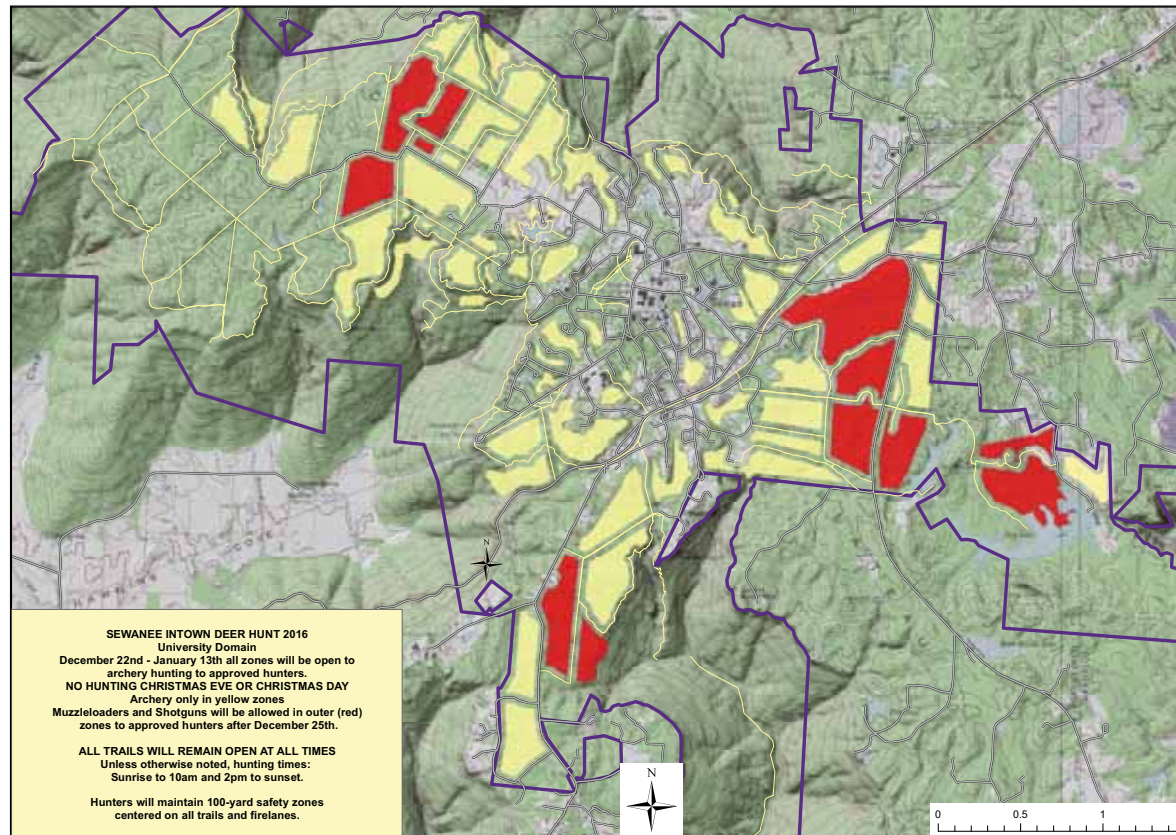 SEWANEE INTOWN DEER HUNT 2016
University Domain
December 22nd - January 13th all zones will be open to
archery hunting to approved hunters.
NO HUNTING CHRISTMAS EVE OR CHRISTMAS DAY
Archery only in yellow zones
Muzzleloaders and Shotguns will be allowed in outer (red)
zones to approved hunters after December 25th.
ALL TRAILS WILL REMAIN OPEN AT ALL TIMES
Unless otherwise noted, hunting times:
Sunrise to 10am and 2pm to sunset.
Hunters will maintain 100-yard safety zones
centered on all trails and firelanes.
N
N
0 0.5 1